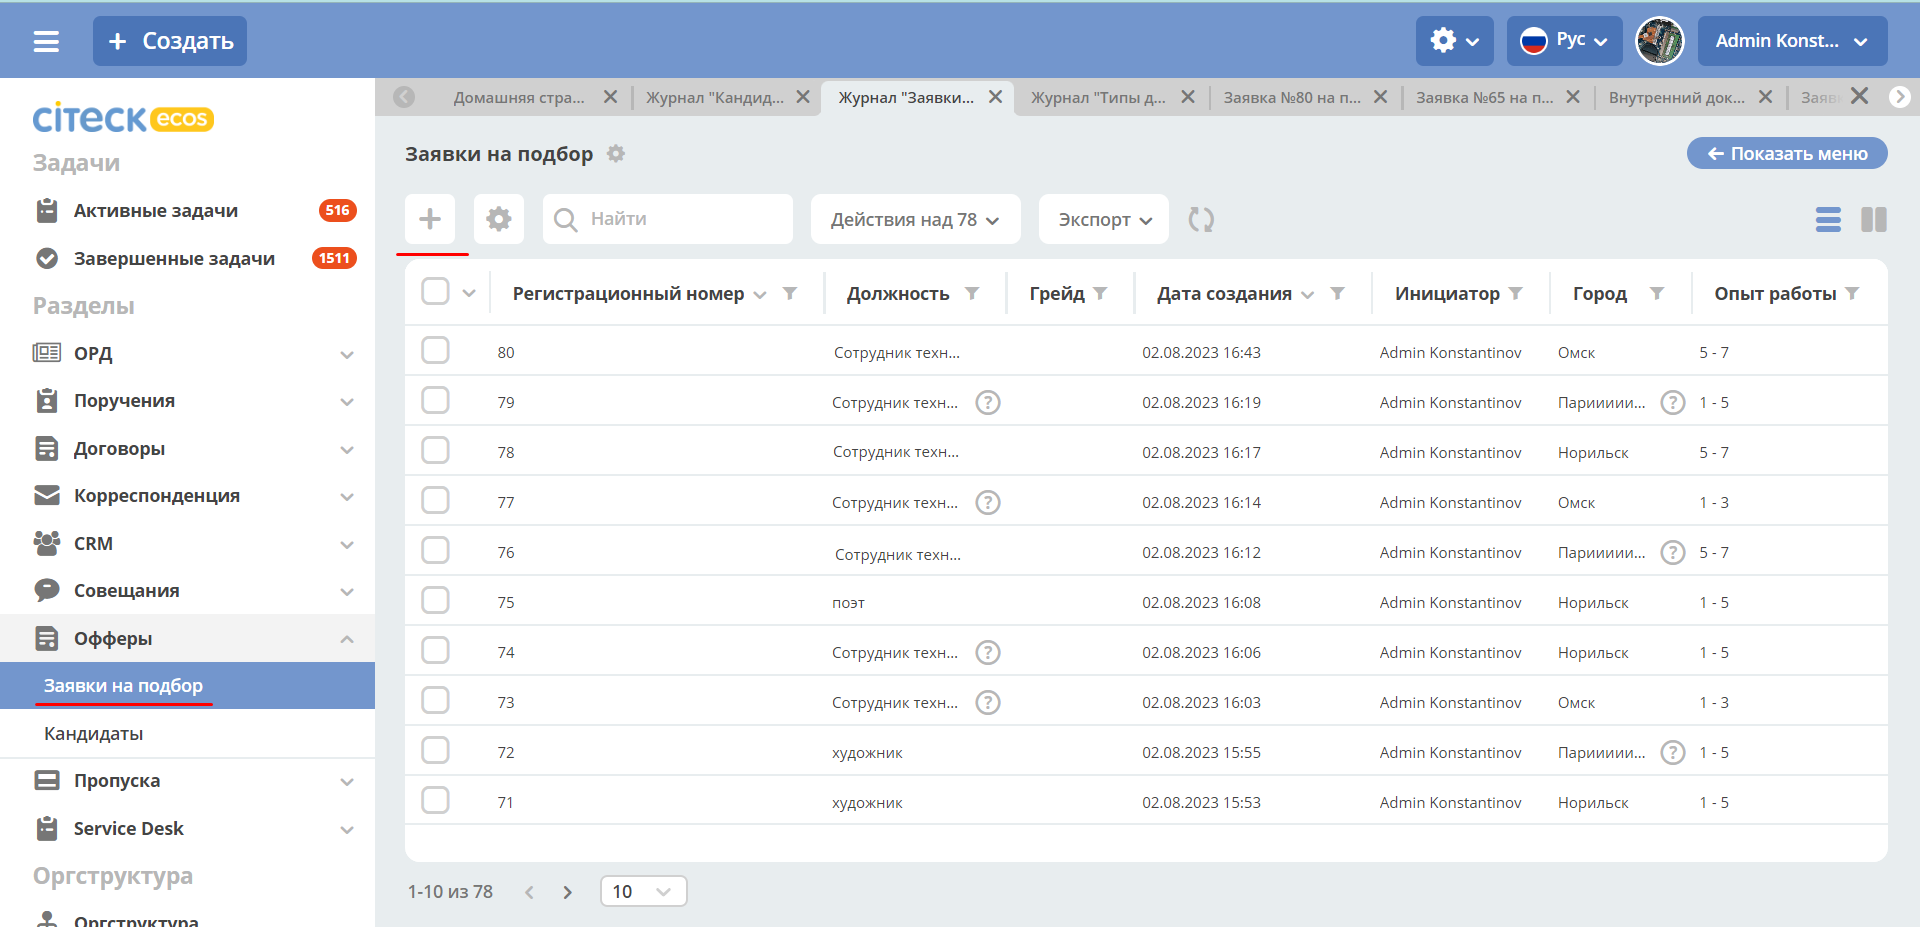 Создать
Рус
Admin Konst...
citeck ecos
Домашняя стра...
Журнал "Кандид...
Журнал "Заявки...
Журнал "Типы д...
Заявка №80 на п...
Заявка №65 на п...
Внутренний док...
Заяв
Задачи
Активные задачи 516
Завершенные задачи 1511
Разделы
ОРД
Поручения
Договоры
Корреспонденция
CRM
Совещания
Офферы
Заявки на подбор
Кандидаты
Пропуска
Service Desk
Оргструктура
Оргструктура
Заявки на подбор
Показать меню
Найти
Действия над 78
Экспорт
Регистрационный номер Должность Грейд Дата создания Инициатор Город Опыт работы
80 Сотрудник техн... 02.08.2023 16:43 Admin Konstantinov Омск 5 - 7
79 Сотрудник техн... ? 02.08.2023 16:19 Admin Konstantinov Париииии... ? 1 - 5
78 Сотрудник техн... 02.08.2023 16:17 Admin Konstantinov Норильск 5 - 7
77 Сотрудник техн... ? 02.08.2023 16:14 Admin Konstantinov Омск 1 - 3
76 Сотрудник техн... 02.08.2023 16:12 Admin Konstantinov Париииии... ? 5 - 7
75 поэт 02.08.2023 16:08 Admin Konstantinov Норильск 1 - 5
74 Сотрудник техн... ? 02.08.2023 16:06 Admin Konstantinov Норильск 1 - 5
73 Сотрудник техн... ? 02.08.2023 16:03 Admin Konstantinov Омск 1 - 3
72 художник 02.08.2023 15:55 Admin Konstantinov Париииии... ? 1 - 5
71 художник 02.08.2023 15:53 Admin Konstantinov Норильск 1 - 5
1-10 из 78
10